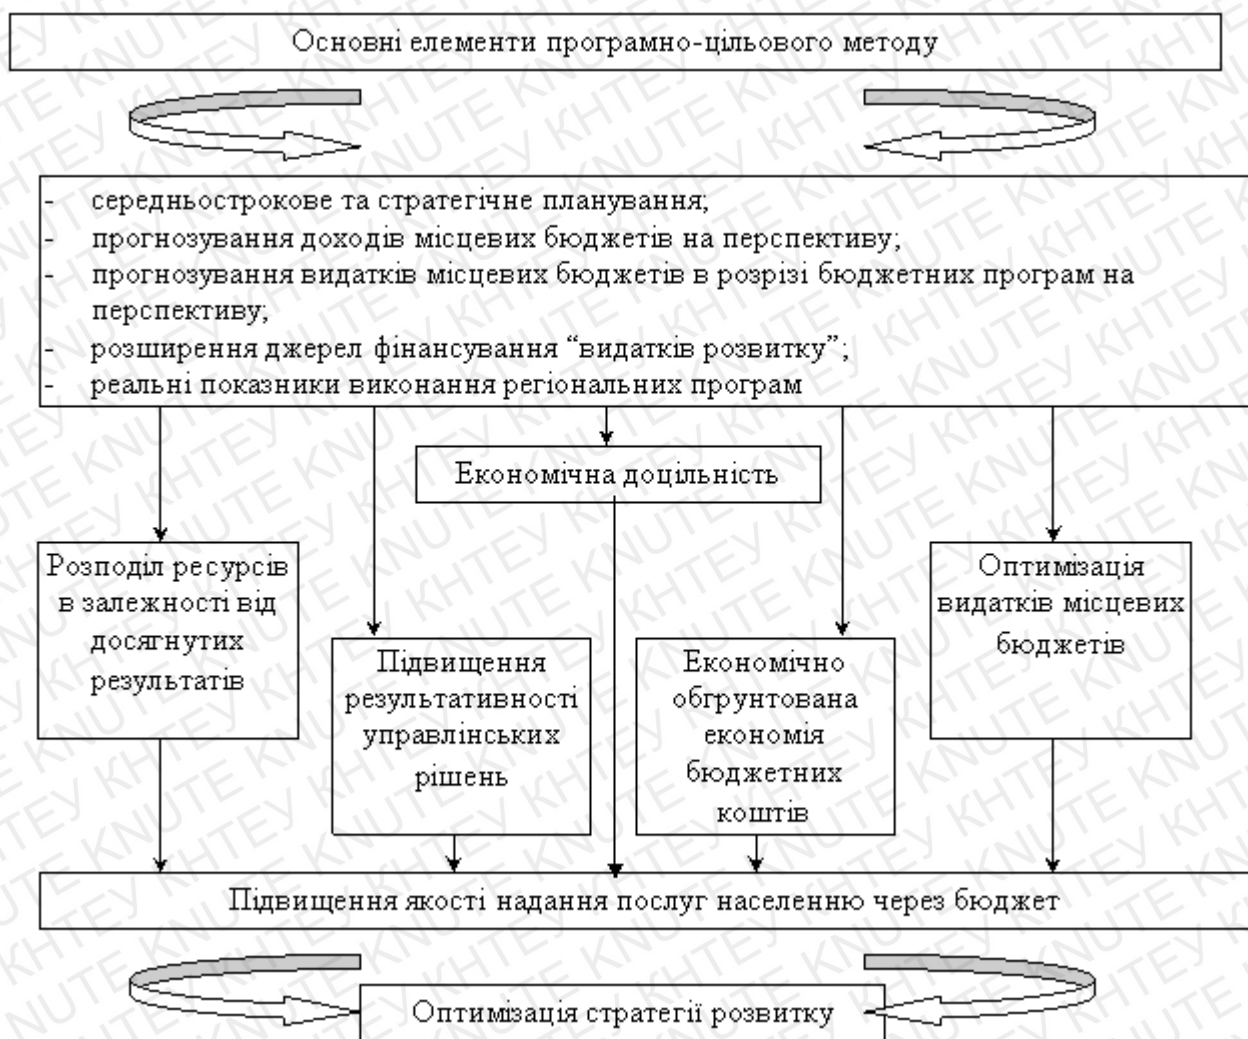 Основні елементи програмно-цільового методу
- середньострокове та стратегічне планування;
- прогнозування доходів місцевих бюджетів на перспективу;
- прогнозування видатків місцевих бюджетів в розрізі бюджетних програм на
перспективу;
- розширення джерел фінансування “видатків розвитку”;
- реальні показники виконання регіональних програм
Економічна доцільність
Розподіл ресурсів
в залежності від
досягнутих
результатів
Підвищення
результативності
управлінських
рішень
Економічно
обгрунтована
економія
бюджетних
коштів
Оптимізація
видатків місцевих
бюджетів
Підвищення якості надання послуг населенню через бюджет
Оптимізація стратегії розвитку